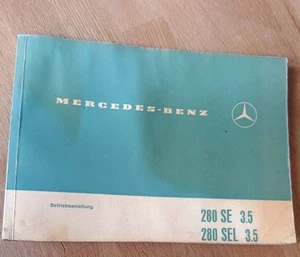 MERCEDES-BENZ
Betriebsanleitung
280 SE 3.5
280 SEL 3.5